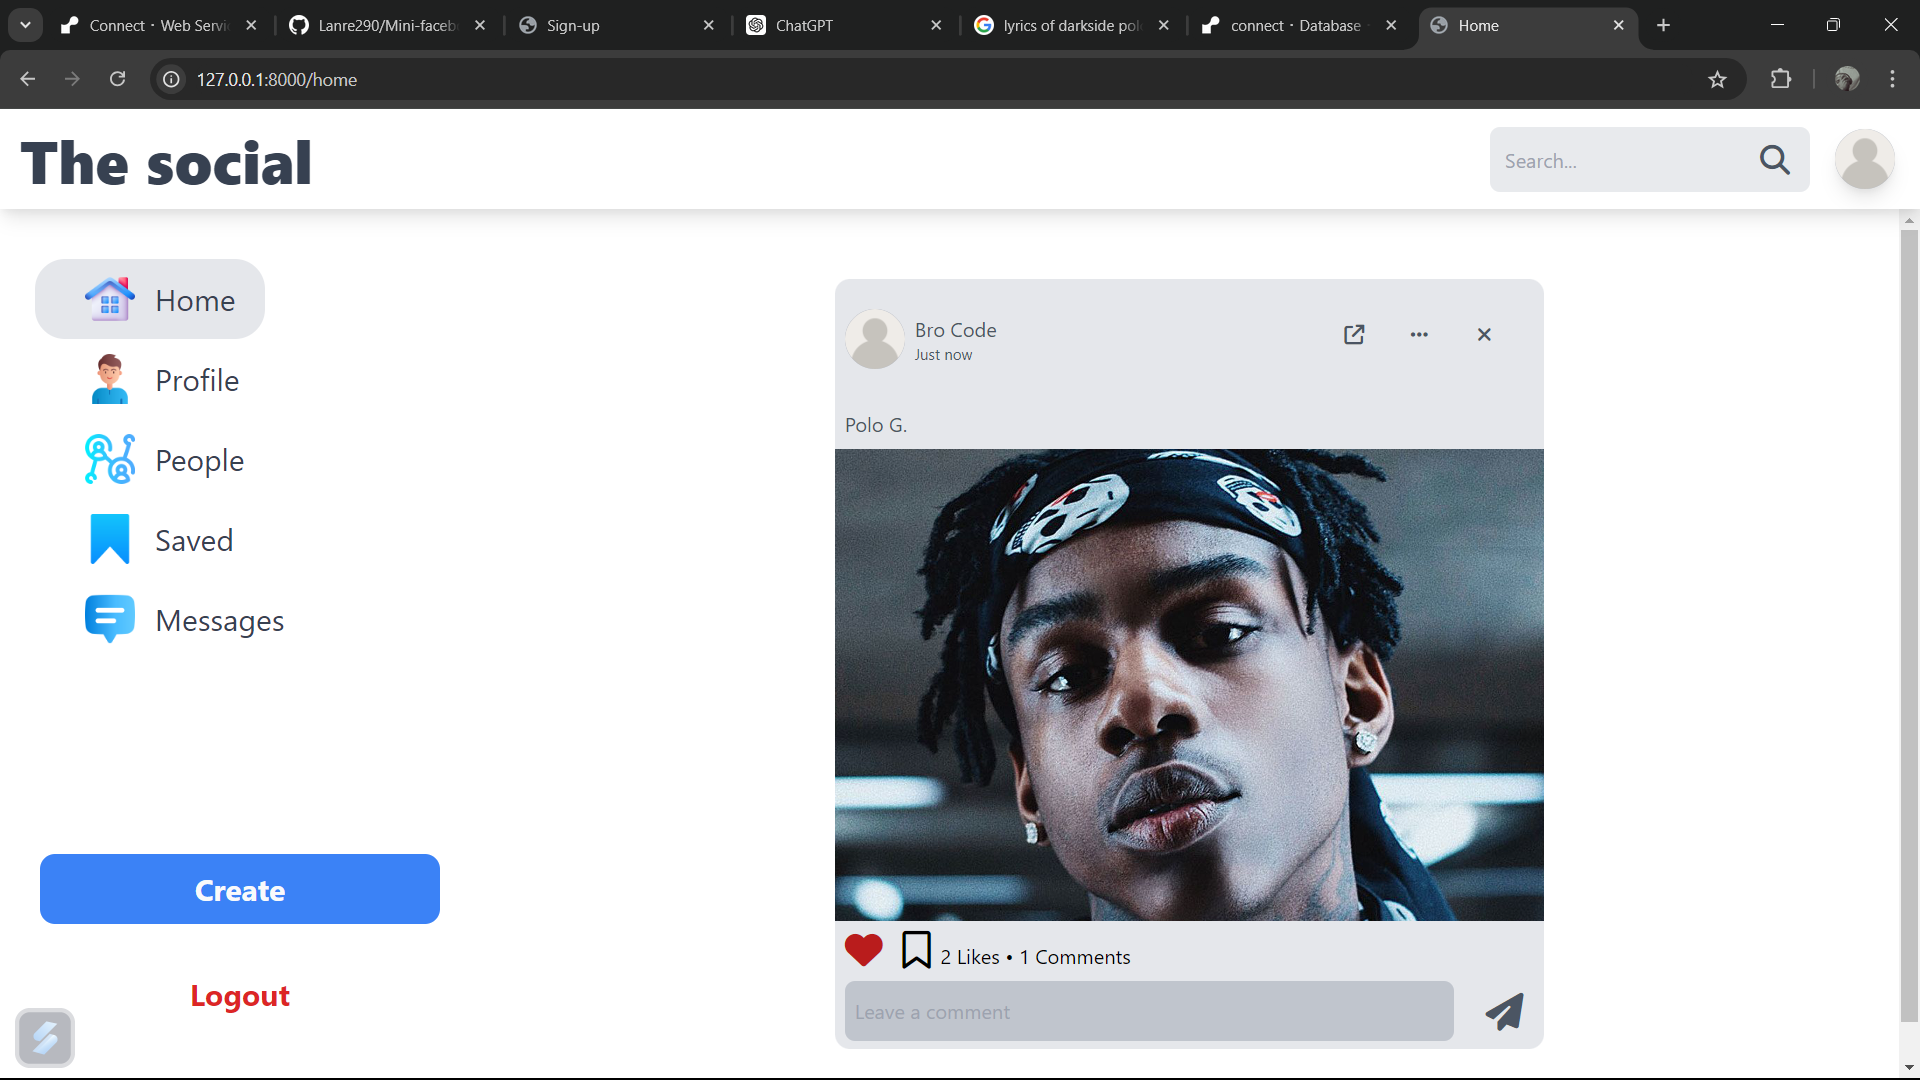 Connect · Web Servi
Lanre290/Mini-faceb
Sign-up
ChatGPT
lyrics of darkside pol
connect · Database
Home
127.0.0.1:8000/home
The social
Search...
Home
Profile
People
Saved
Messages
Create
Logout
Bro Code
Just now
Polo G.
2 Likes • 1 Comments
Leave a comment